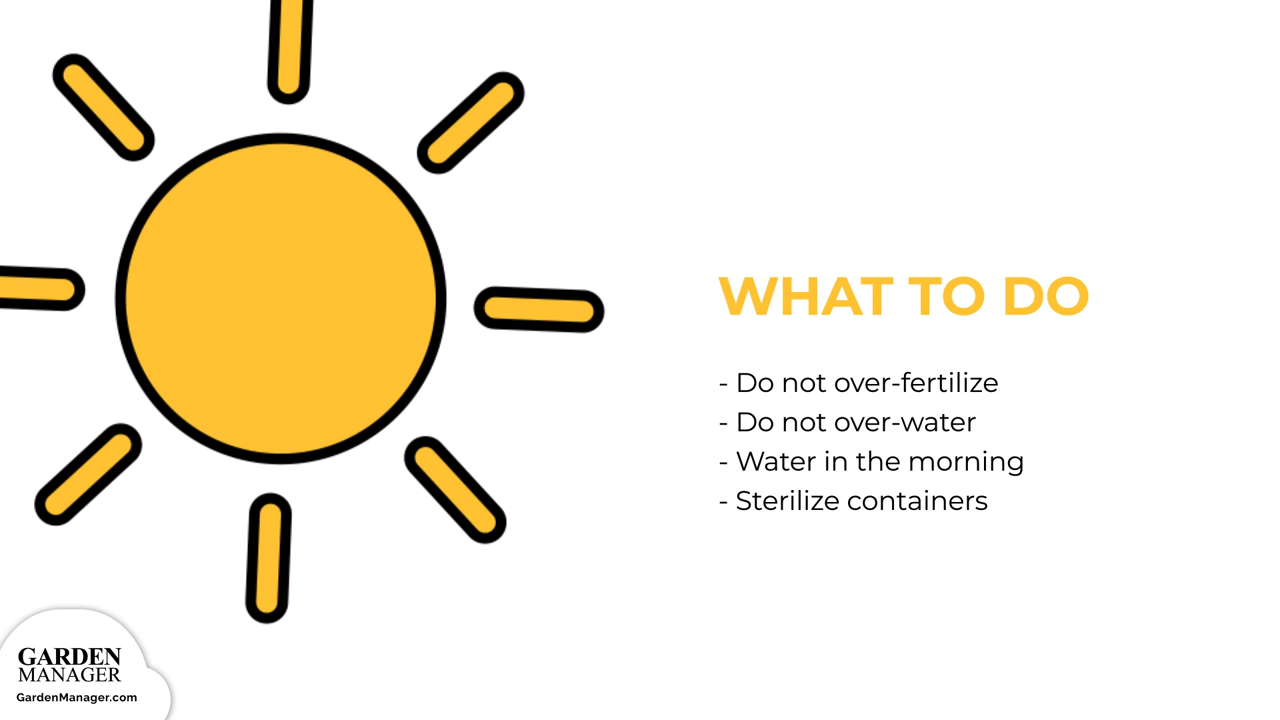 WHAT TO DO
- Do not over-fertilize
- Do not over-water
- Water in the morning
- Sterilize containers
GARDEN
MANAGER
GardenManager.com